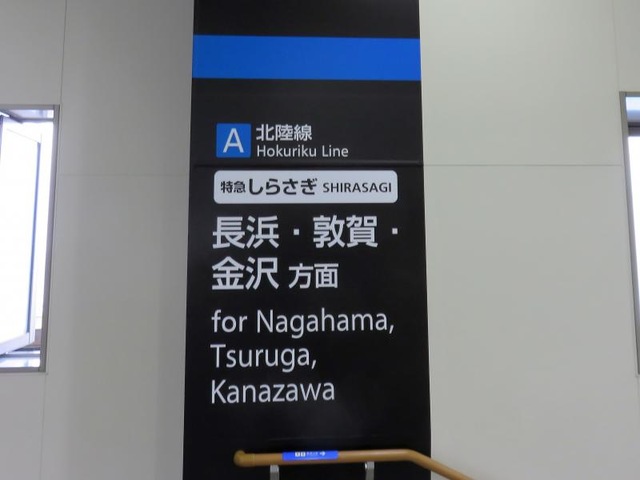 A 北陸線
Hokuriku Line
特急しらさぎ SHIRASAGI
長浜・敦賀・
金沢 方面
for Nagahama,
Tsuruga,
Kanazawa